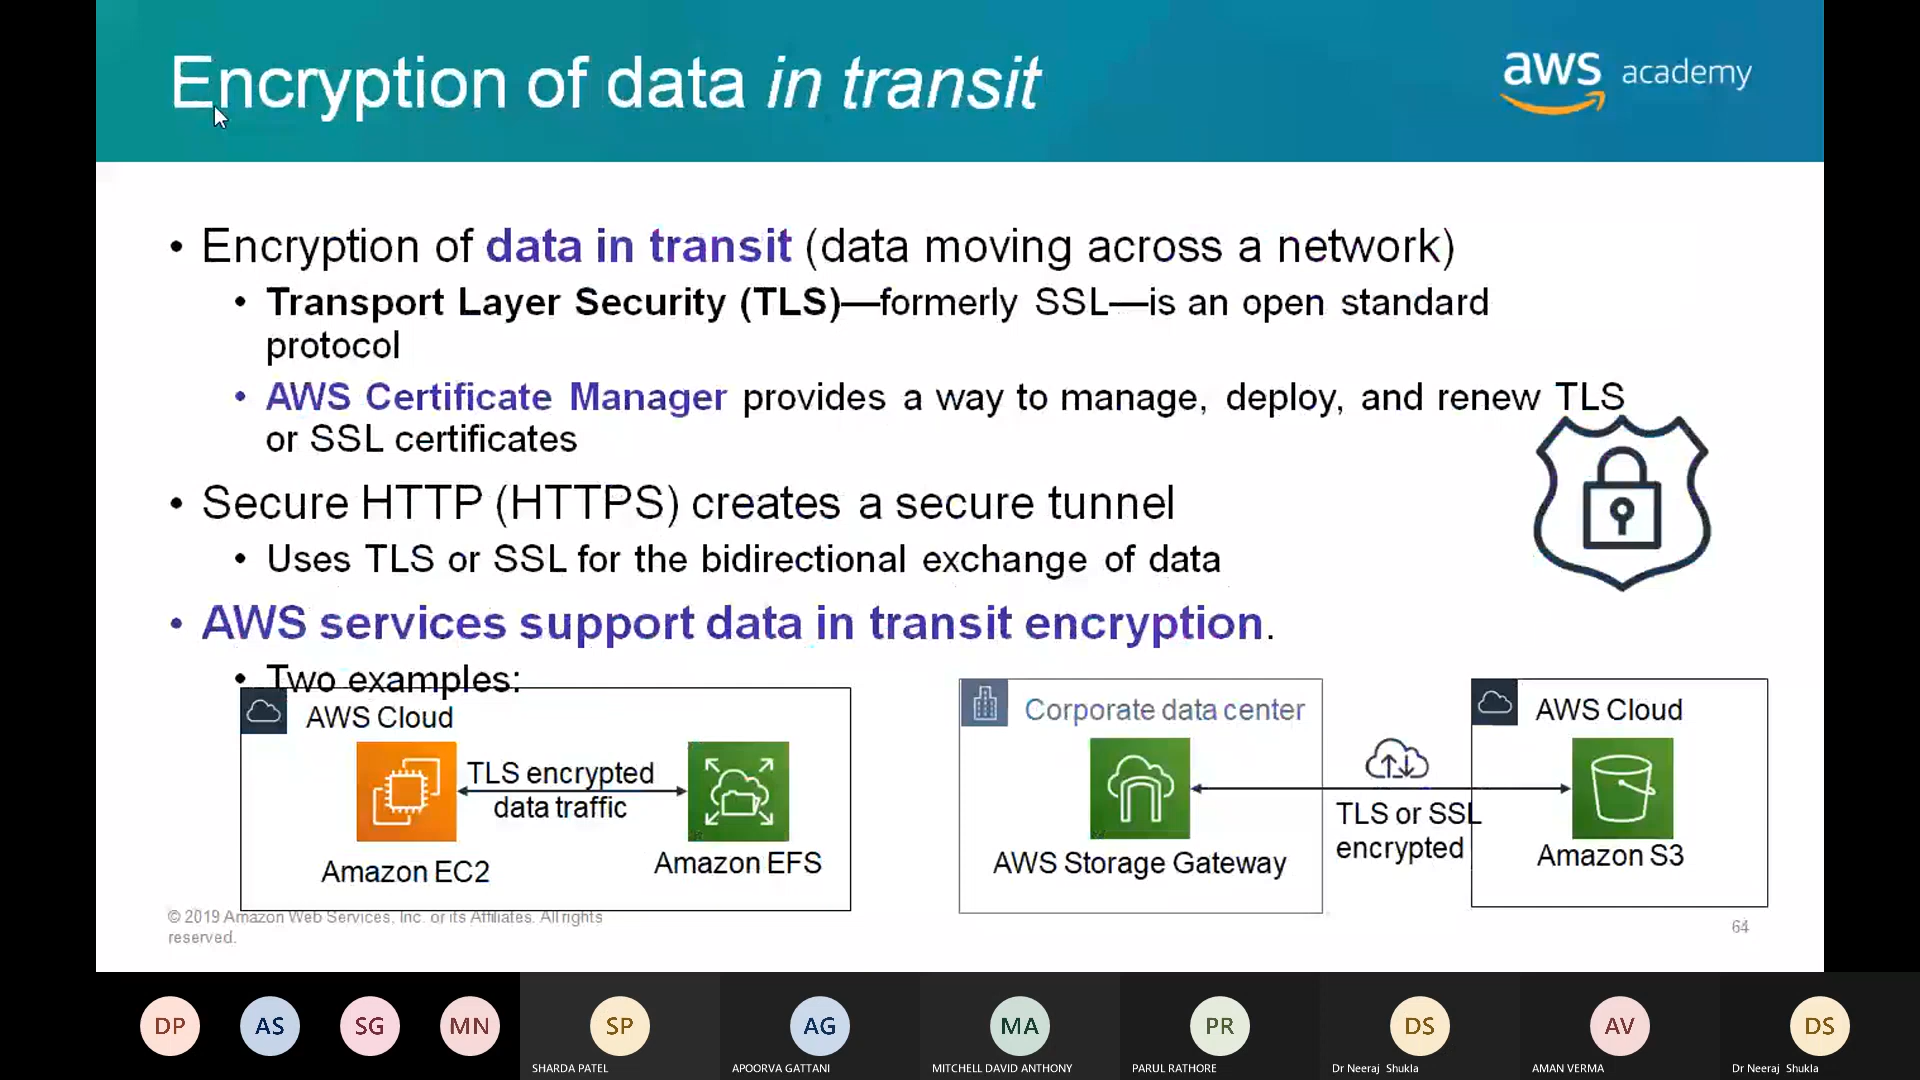 Encryption of data in transit
aws academy
• Encryption of data in transit (data moving across a network)
• Transport Layer Security (TLS)—formerly SSL—is an open standard
protocol
• AWS Certificate Manager provides a way to manage, deploy, and renew TLS
or SSL certificates
• Secure HTTP (HTTPS) creates a secure tunnel
• Uses TLS or SSL for the bidirectional exchange of data
• AWS services support data in transit encryption.
• Two examples:
AWS Cloud
TLS encrypted
data traffic
Amazon EC2
Amazon EFS
Corporate data center
AWS Storage Gateway
TLS or SSL
encrypted
AWS Cloud
Amazon S3
© 2019 Amazon Web Services, Inc. or its Affiliates. All rights
reserved.
64
DP
AS
SG
MN
SP
SHARDA PATEL
AG
APOORVA GATTANI
MA
MITCHELL DAVID ANTHONY
PR
PARUL RATHORE
DS
Dr Neeraj Shukla
AV
AMAN VERMA
DS
Dr Neeraj Shukla